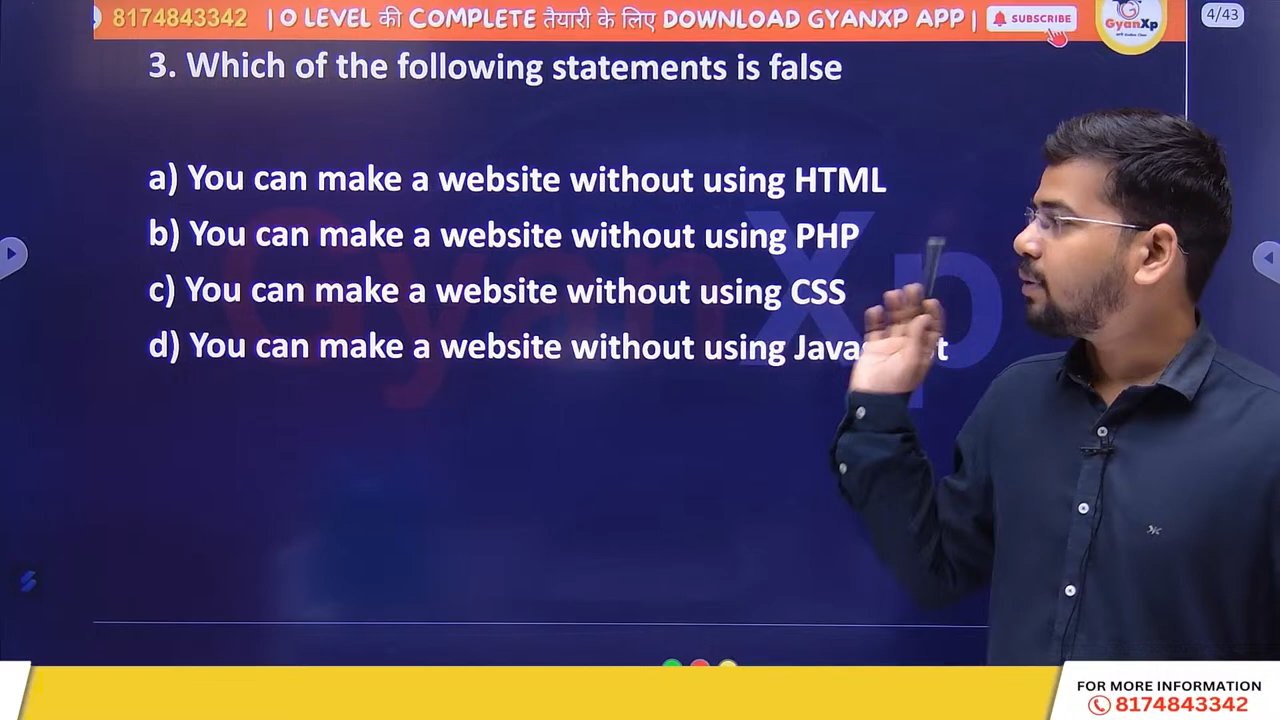 8174843342 | O LEVEL की COMPLETE तैयारी के लिए DOWNLOAD GYANXP APP | SUBSCRIBE
GyanXp
4/43
3. Which of the following statements is false
a) You can make a website without using HTML
b) You can make a website without using PHP
c) You can make a website without using CSS
d) You can make a website without using
GyanXp
FOR MORE INFORMATION
8174843342